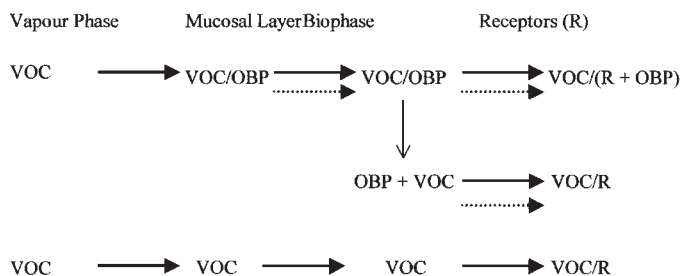 Vapour Phase Mucosal LayerBiophase Receptors (R)
VOC VOC/OBP VOC/OBP VOC/(R + OBP)
OBP + VOC VOC/R
VOC VOC VOC VOC/R